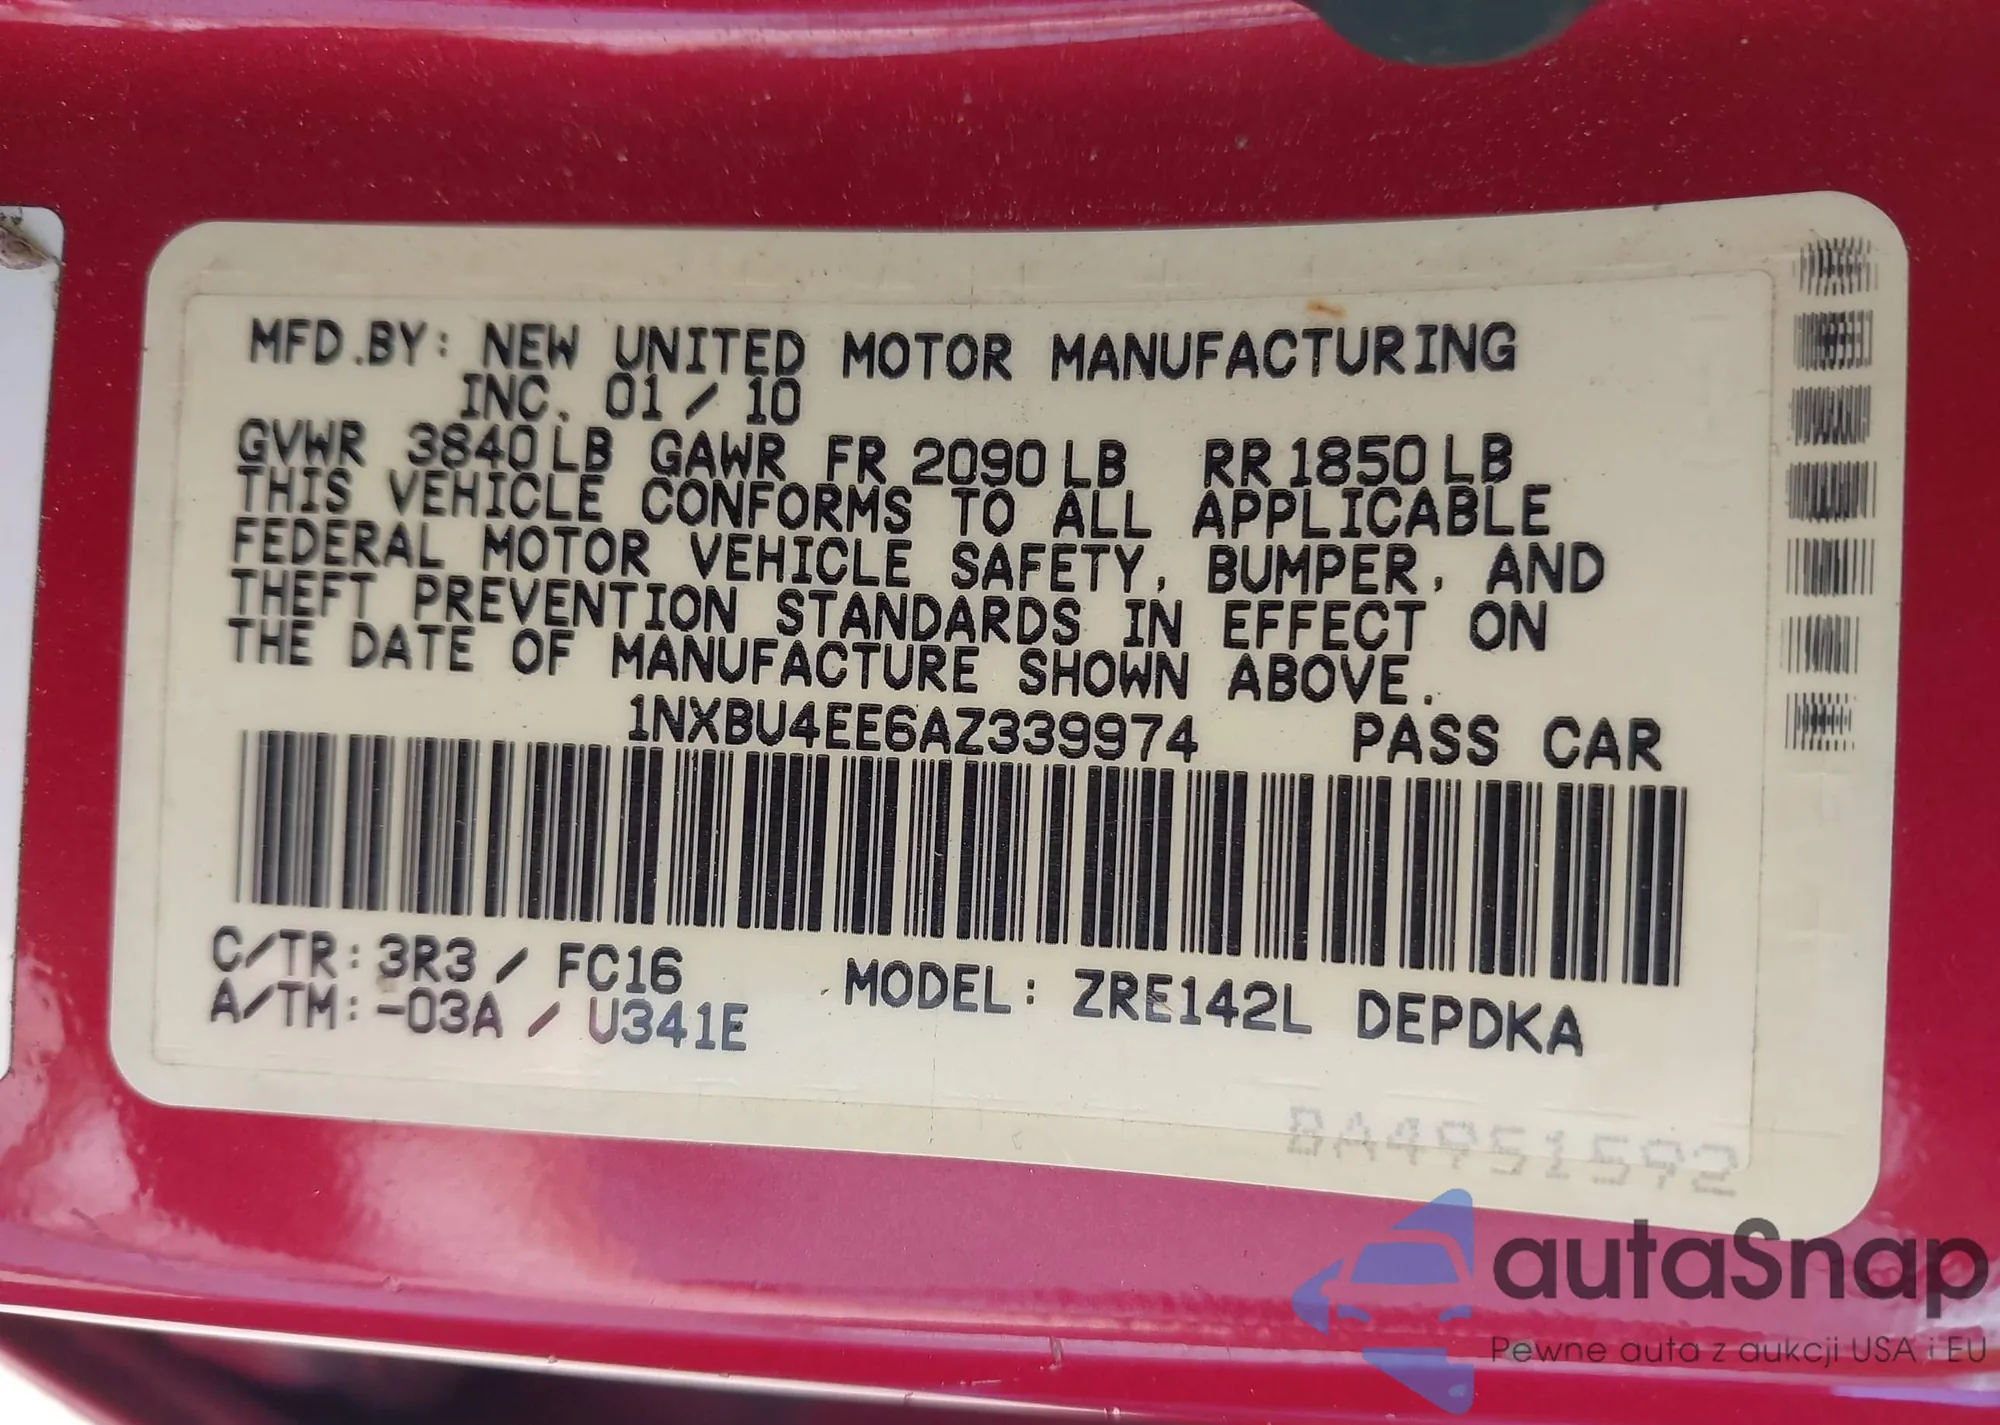 MFD.BY: NEW UNITED MOTOR MANUFACTURING
INC. 01/10
GVWR 3840LB GAWR FR 2090LB RR 1850LB
THIS VEHICLE CONFORMS TO ALL APPLICABLE
FEDERAL MOTOR VEHICLE SAFETY, BUMPER, AND
THEFT PREVENTION STANDARDS IN EFFECT ON
THE DATE OF MANUFACTURE SHOWN ABOVE.
1NXBU4EE6AZ339974 PASS CAR
C/TR: 3R3 / FC16
A/TM: -03A / U341E
MODEL: ZRE142L DEPDKA
BA4951592
autaSnap
Pewne auta z aukcji USA i EU